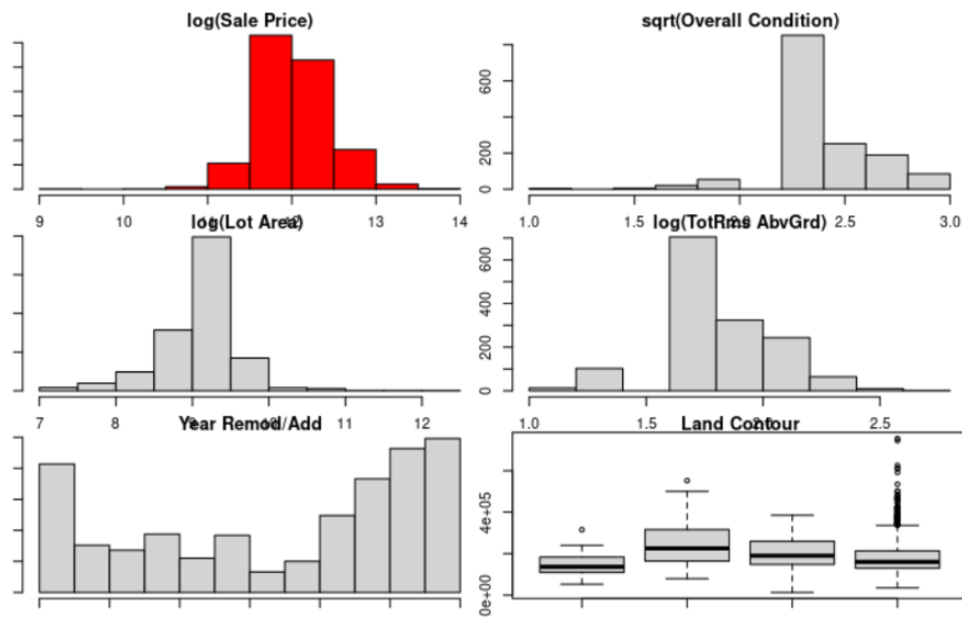 log(Sale Price)
sqrt(Overall Condition)
600
200
0
9 10 11 12 13 14
1.0 1.5 2.0 2.5 3.0
log(Lot Area)
log(TotRms AbvGrd)
600
400
200
0
7 8 9 10 11 12
1.0 1.5 2.0 2.5
Year Remod/Add
Land Contour
4e+05
0e+00